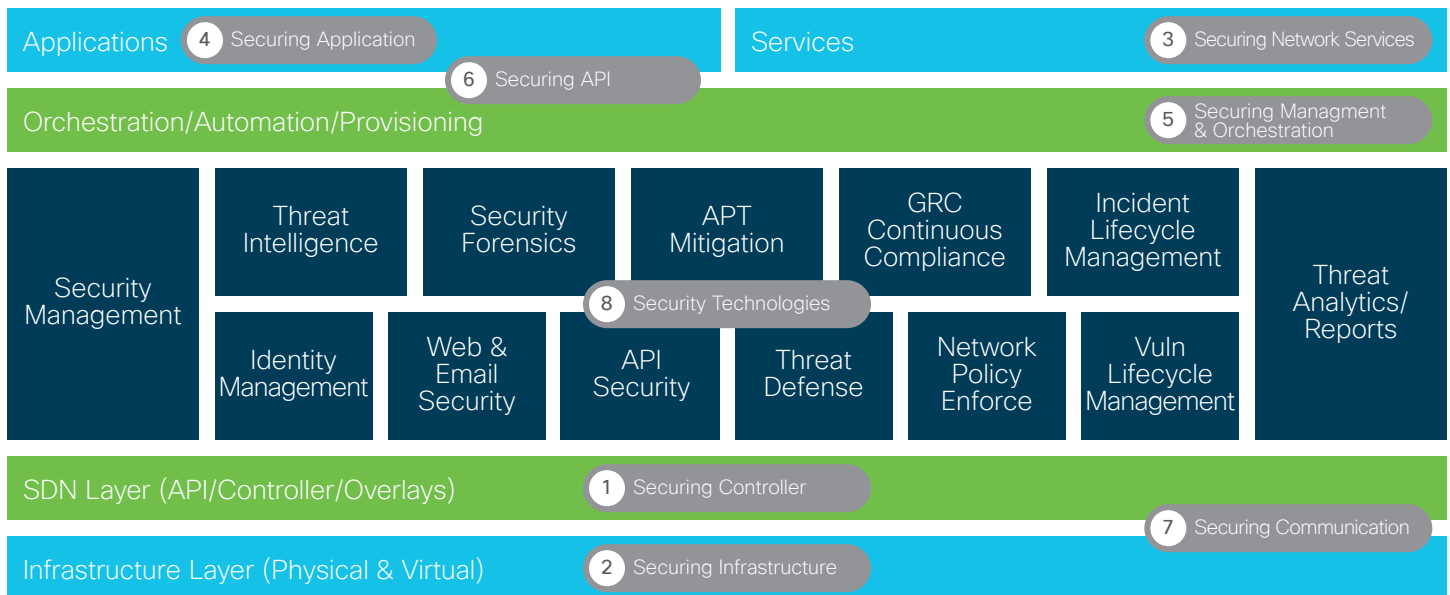 Applications
4 Securing Application
Services
3 Securing Network Services
6 Securing API
Orchestration/Automation/Provisioning
5 Securing Managment
& Orchestration
Security
Management
Threat
Intelligence
Security
Forensics
APT
Mitigation
GRC
Continuous
Compliance
Incident
Lifecycle
Management
Threat
Analytics/
Reports
8 Security Technologies
Identity
Management
Web &
Email
Security
API
Security
Threat
Defense
Network
Policy
Enforce
Vuln
Lifecycle
Management
SDN Layer (API/Controller/Overlays)
1 Securing Controller
7 Securing Communication
Infrastructure Layer (Physical & Virtual)
2 Securing Infrastructure